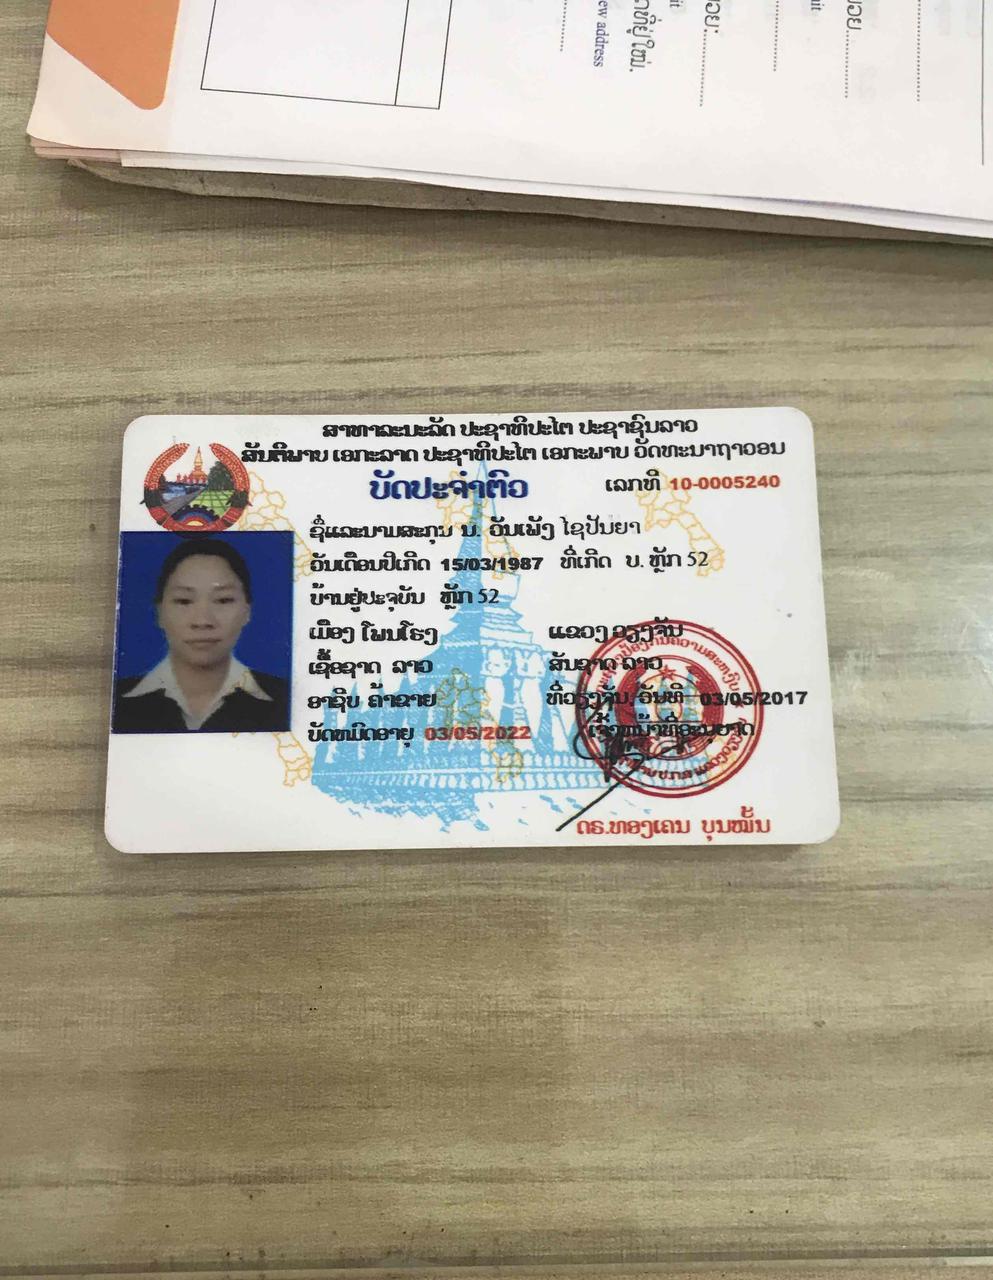 ew address
ທີ່ຢູ່ໃໝ່.
ສາທາລະນະລັດ ປະຊາທິປະໄຕ ປະຊາຊົນລາວ
ສັນຕິພາບ ເອກະລາດ ປະຊາທິປະໄຕ ເອກະພາບ ວັດທະນາຖາວອນ
ບັດປະຈຳຕົວ
ເລກທີ 10-0005240
ຊື່ແລະນາມສະກຸນ ນ. ວັນເພັງ ໄຊປັນຍາ
ວັນເດືອນປີເກີດ 15/03/1987 ທີ່ເກີດ ບ. ຫຼັກ 52
ບ້ານຢູ່ປະຈຸບັນ ຫຼັກ 52
ເມືອງ ໂພນໂຮງ ແຂວງ ວຽງຈັນ
ເຊື້ອຊາດ ລາວ ສັນຊາດ ລາວ
ອາຊີບ ຄ້າຂາຍ ທີ່ວຽງຈັນ, ວັນທີ 03/05/2017
ບັດຫມົດອາຍຸ 03/05/2022 ເຈົ້າຫນ້າທີ່ອະນຸຍາດ
ດຣ.ທອງເຄນ ບຸນໝັ້ນ